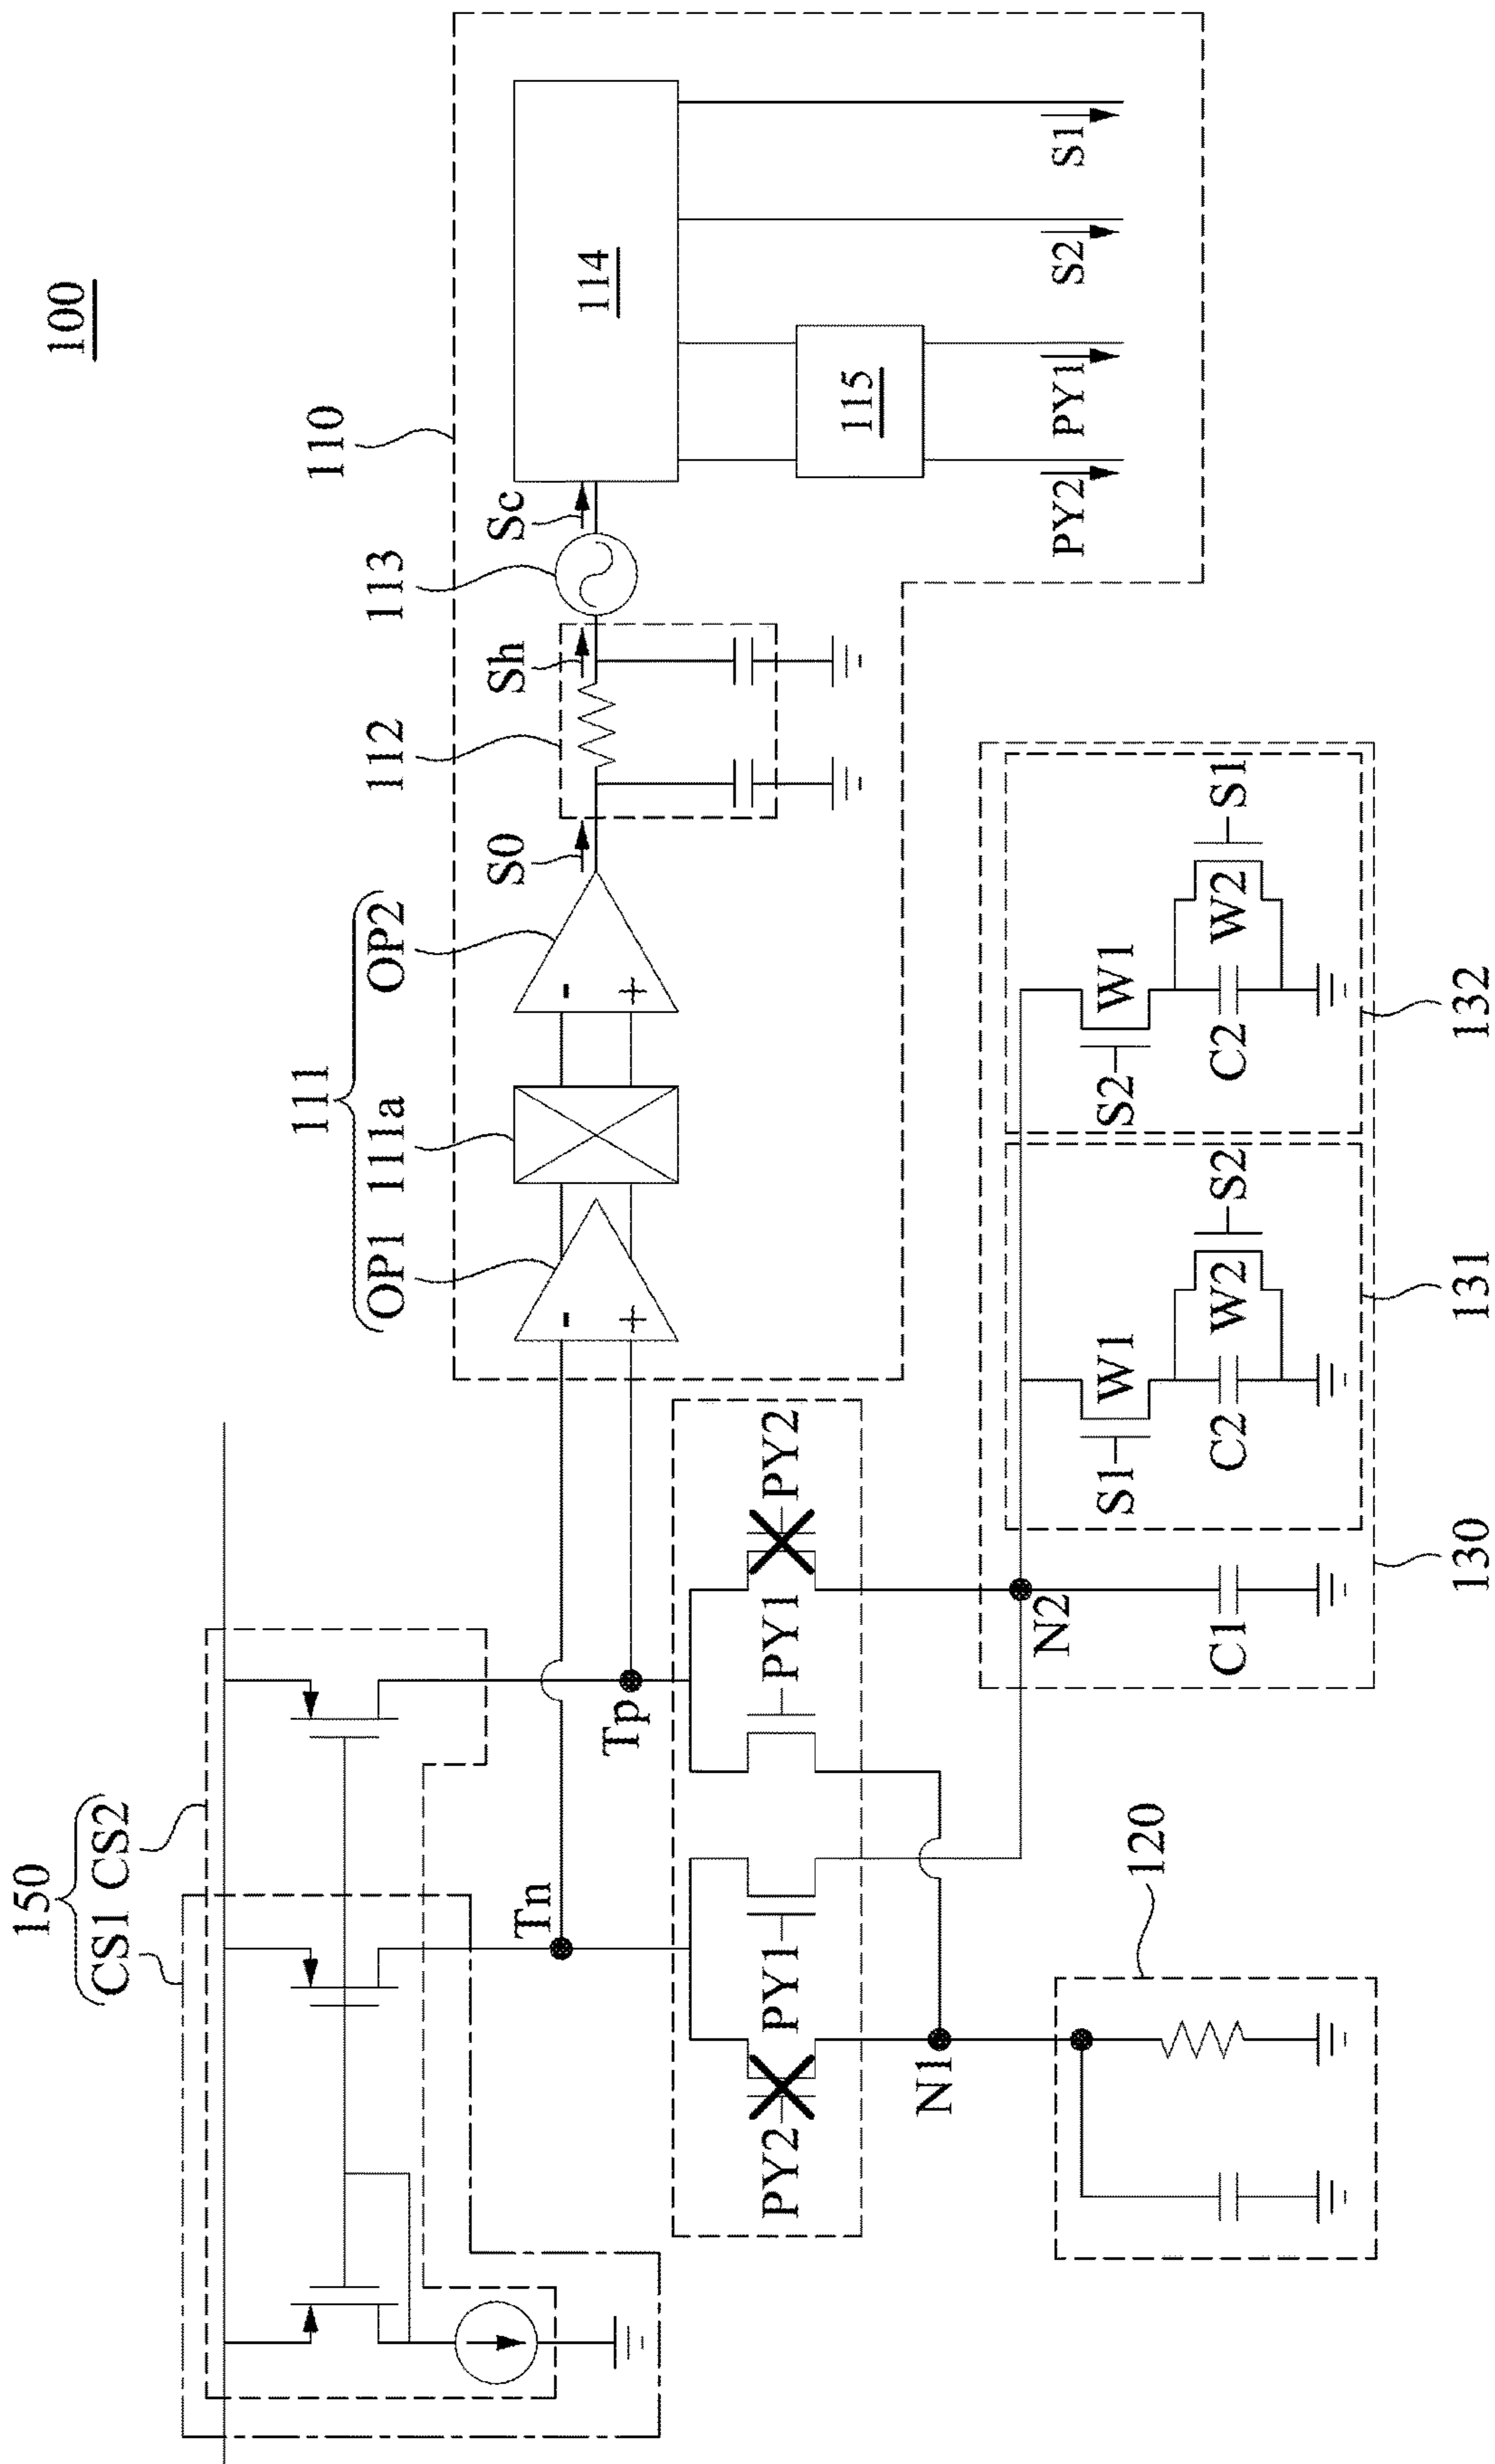 100
110
150
CS1 CS2
111
OP1 111a OP2
112
113
S0
Sh
Sc
114
115
PY2
PY1
S2
S1
Tn
Tp
-
+
-
+
PY2
PY1
PY1
PY2
N1
N2
120
C1
S1
W1
C2
W2
S2
S2
W1
C2
W2
S1
130
131
132